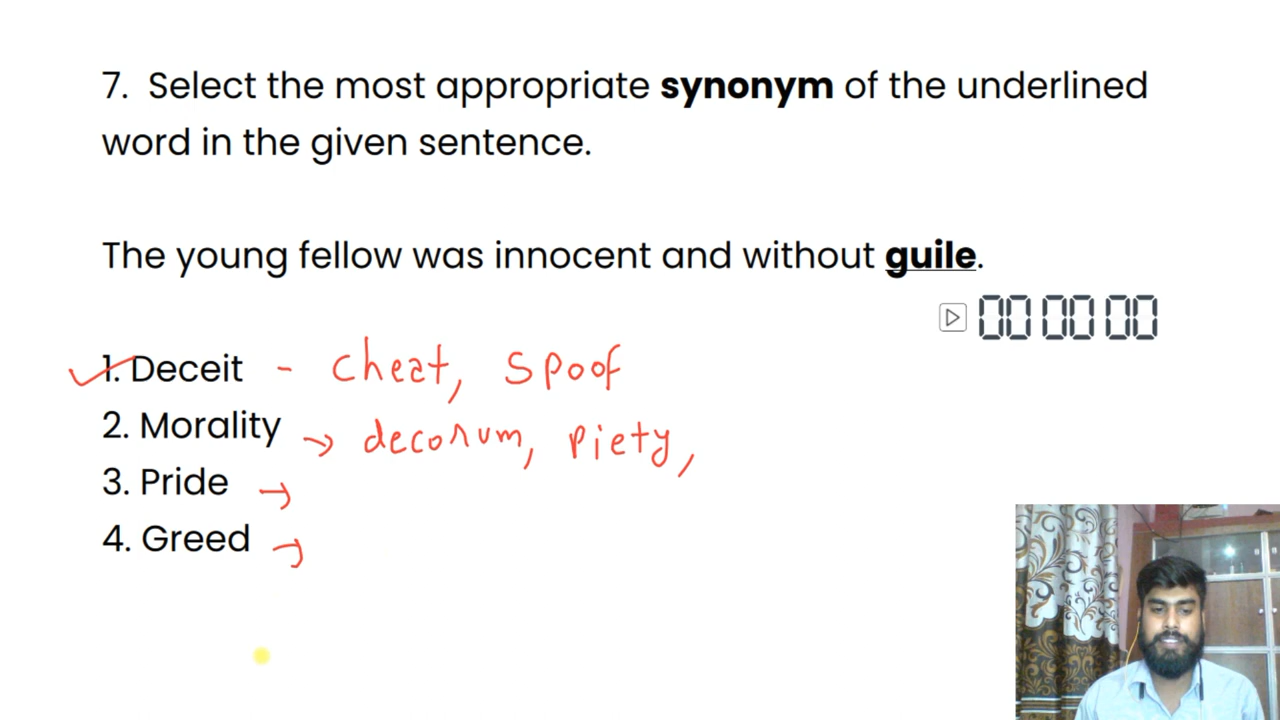 7. Select the most appropriate synonym of the underlined
word in the given sentence.
The young fellow was innocent and without guile.
00 00 00
1. Deceit - cheat, spoof
2. Morality → decorum, piety,
3. Pride →
4. Greed →